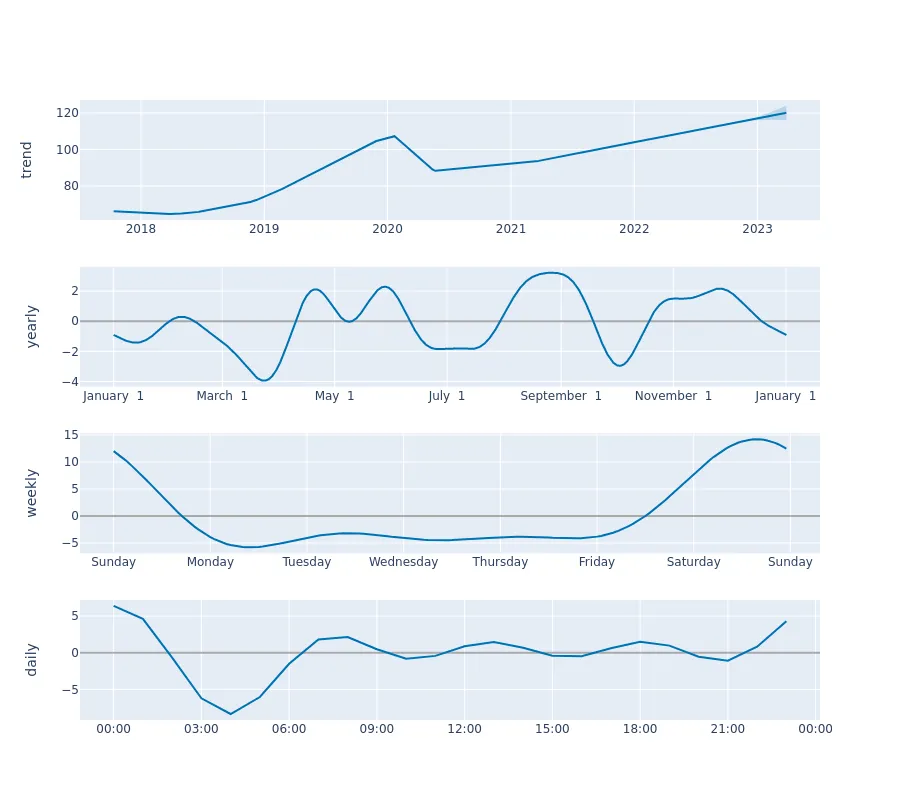 trend
120
100
80
2018 2019 2020 2021 2022 2023
yearly
2
0
−2
−4
January 1 March 1 May 1 July 1 September 1 November 1 January 1
weekly
15
10
5
0
−5
Sunday Monday Tuesday Wednesday Thursday Friday Saturday Sunday
daily
5
0
−5
00:00 03:00 06:00 09:00 12:00 15:00 18:00 21:00 00:00